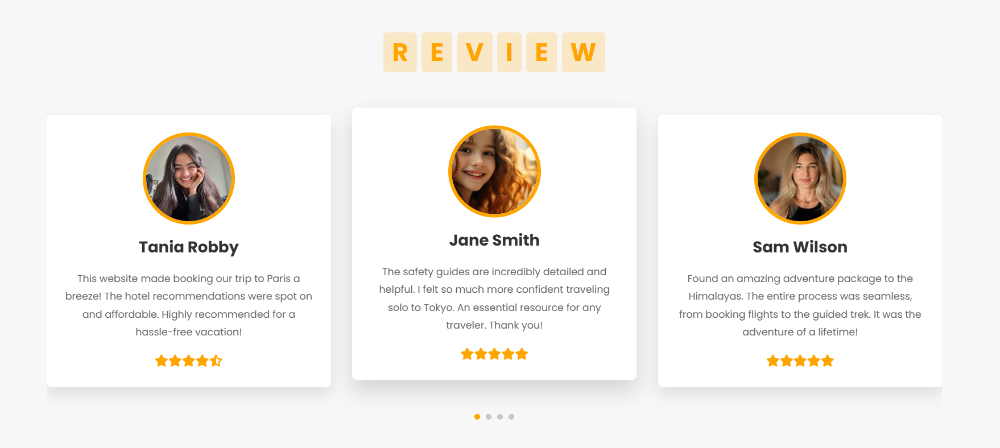 REVIEW
Tania Robby
This website made booking our trip to Paris a
breeze! The hotel recommendations were spot on
and affordable. Highly recommended for a
hassle-free vacation!
Jane Smith
The safety guides are incredibly detailed and
helpful. I felt so much more confident traveling
solo to Tokyo. An essential resource for any
traveler. Thank you!
Sam Wilson
Found an amazing adventure package to the
Himalayas. The entire process was seamless,
from booking flights to the guided trek. It was the
adventure of a lifetime!